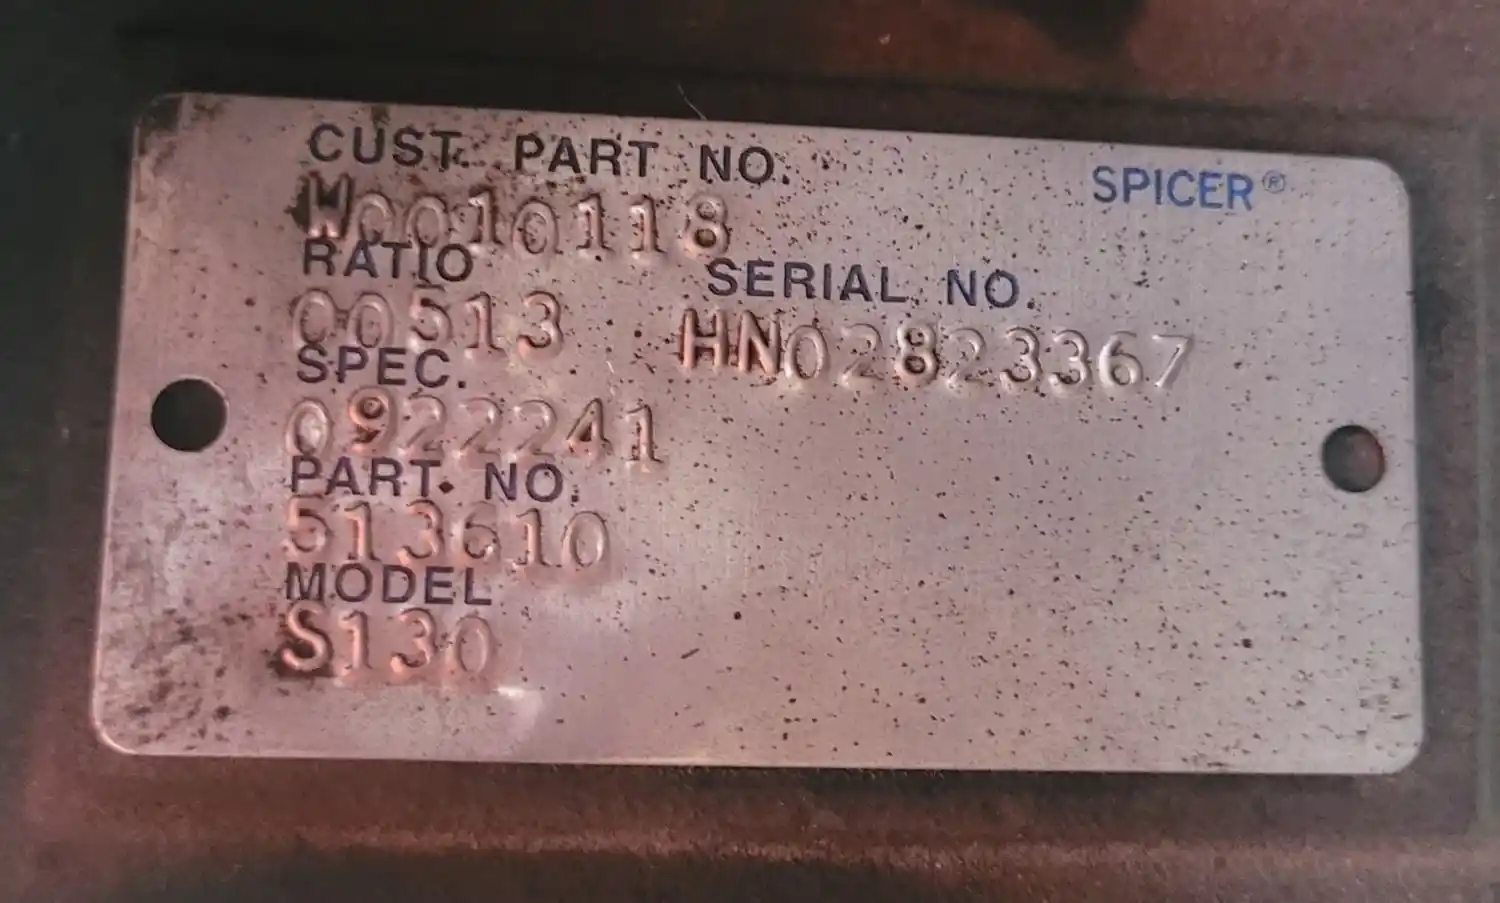 CUST. PART NO.
SPICER®
W0010118
RATIO
SERIAL NO.
00513
HN02823367
SPEC.
0922241
PART. NO.
513610
MODEL
S130